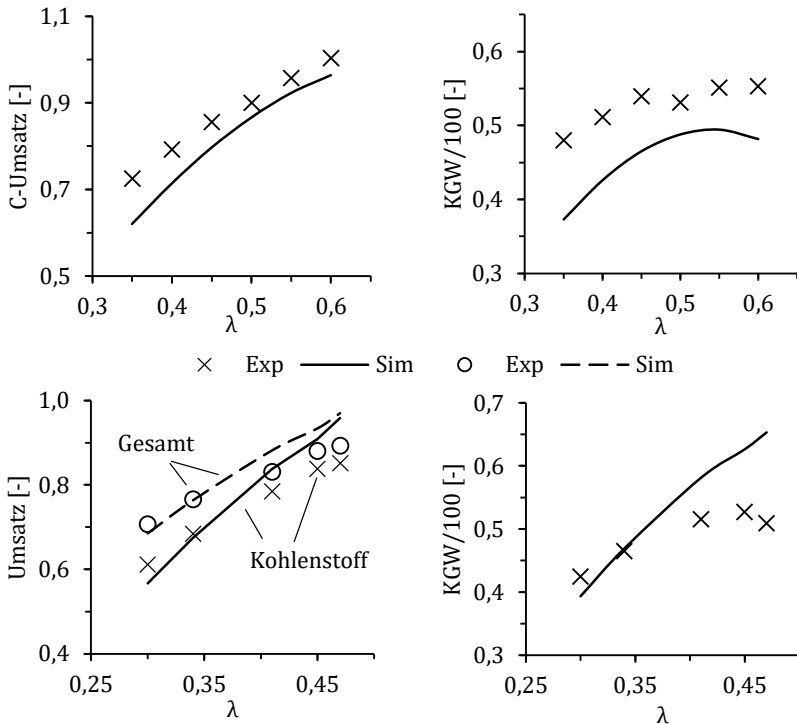 1,1
0,9
0,7
0,5
C-Umsatz [-]
0,3 0,4 0,5 0,6
λ
0,6
0,5
0,4
0,3
KGW/100 [-]
0,3 0,4 0,5 0,6
λ
Exp Sim Exp Sim
1,0
0,8
0,6
0,4
Umsatz [-]
Gesamt
Kohlenstoff
0,25 0,35 0,45
λ
0,7
0,6
0,5
0,4
0,3
KGW/100 [-]
0,25 0,35 0,45
λ